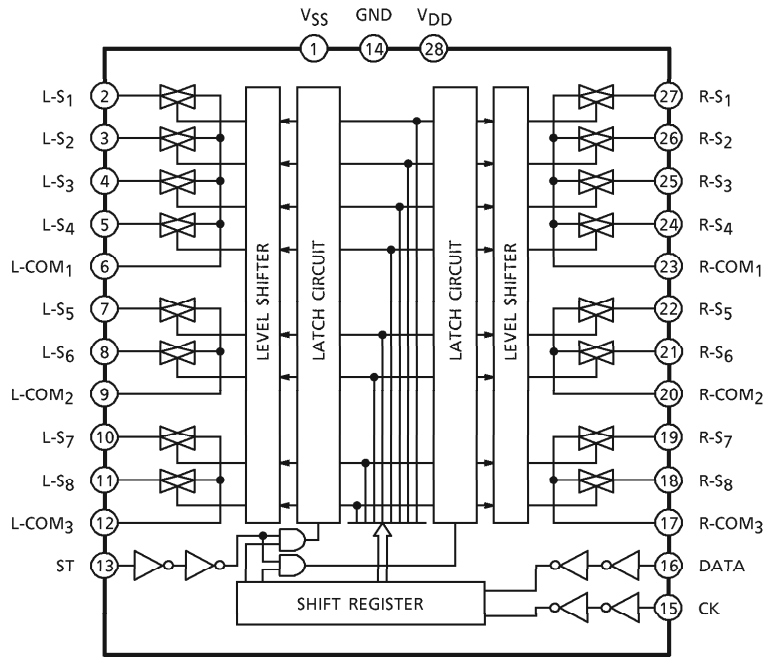 VSS GND VDD
1 14 28
L-S1 2 27 R-S1
L-S2 3 26 R-S2
L-S3 4 25 R-S3
L-S4 5 24 R-S4
L-COM1 6 23 R-COM1
L-S5 7 22 R-S5
L-S6 8 21 R-S6
L-COM2 9 20 R-COM2
L-S7 10 19 R-S7
L-S8 11 18 R-S8
L-COM3 12 17 R-COM3
ST 13 16 DATA
15 CK
LEVEL SHIFTER
LATCH CIRCUIT
LATCH CIRCUIT
LEVEL SHIFTER
SHIFT REGISTER